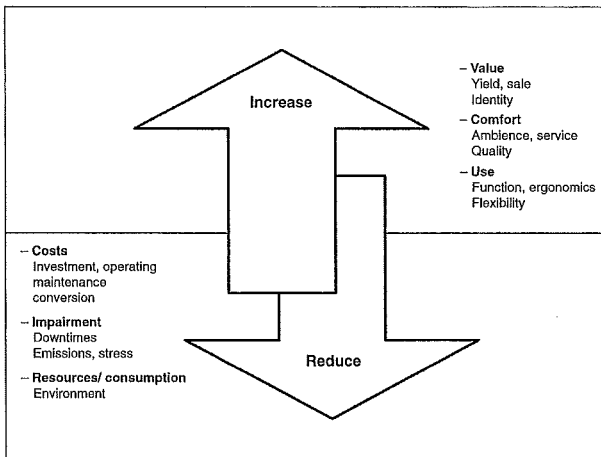 Increase
– Value
Yield, sale
Identity
– Comfort
Ambience, service
Quality
– Use
Function, ergonomics
Flexibility
– Costs
Investment, operating
maintenance
conversion
– Impairment
Downtimes
Emissions, stress
– Resources/ consumption
Environment
Reduce